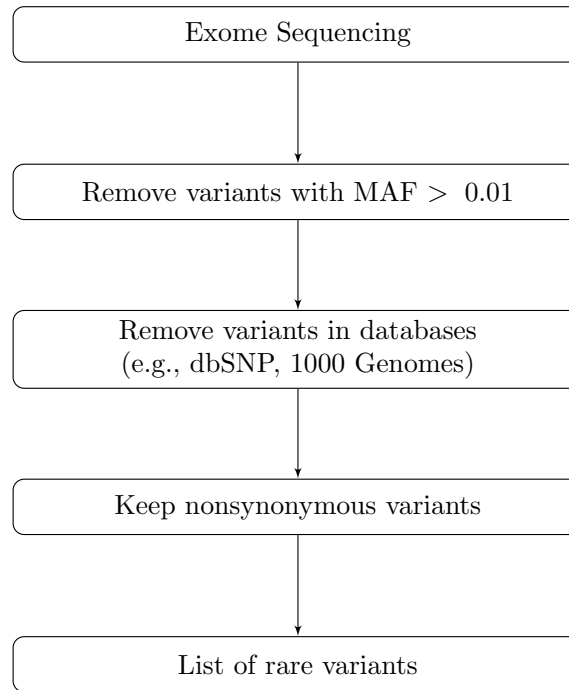 Exome Sequencing
Remove variants with MAF > 0.01
Remove variants in databases
(e.g., dbSNP, 1000 Genomes)
Keep nonsynonymous variants
List of rare variants